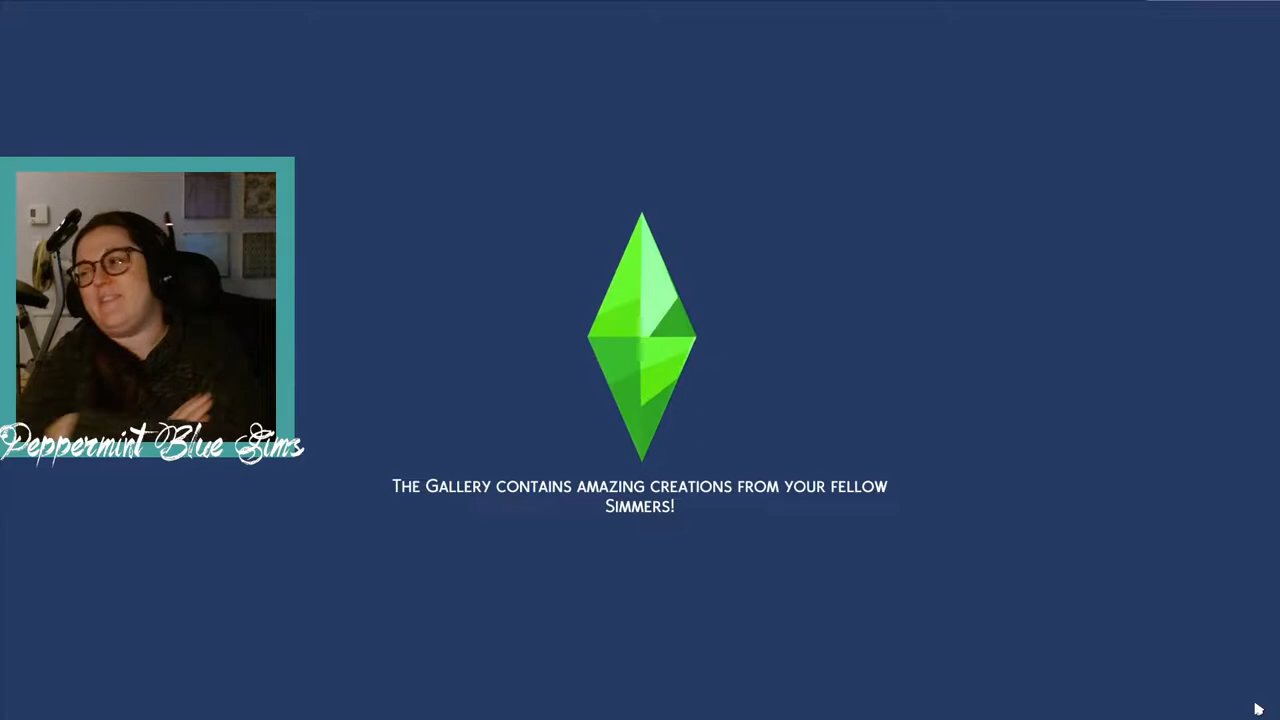 Peppermint Blue Sims
The Gallery contains amazing creations from your fellow
Simmers!